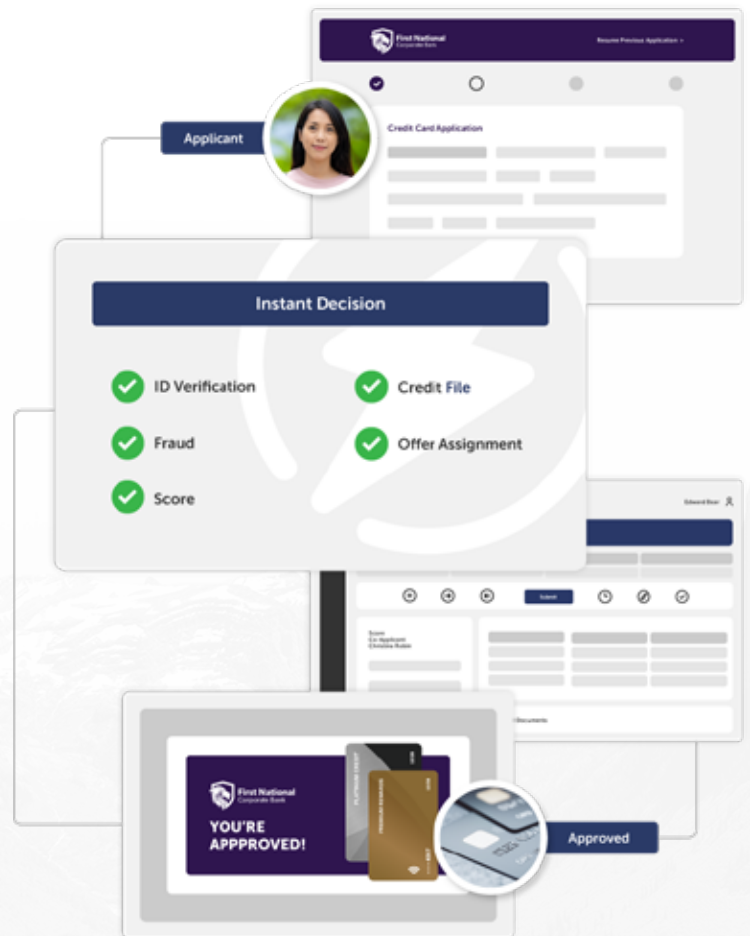 First National
Corporate Bank
Resume Previous Application >
Applicant
Credit Card Application
Instant Decision
ID Verification
Credit File
Fraud
Offer Assignment
Score
Edward Bear
Submit
Score
Co-Applicant
Christine Robin
Documents
First National
Corporate Bank
YOU'RE
APPPROVED!
PLATINUM CREDIT
PREMIUM REWARDS
Approved